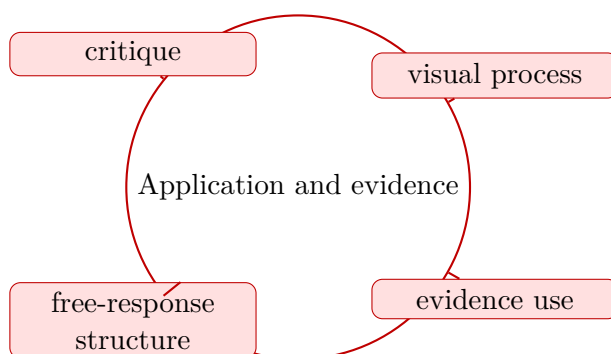 critique
visual process
Application and evidence
free-response
structure
evidence use